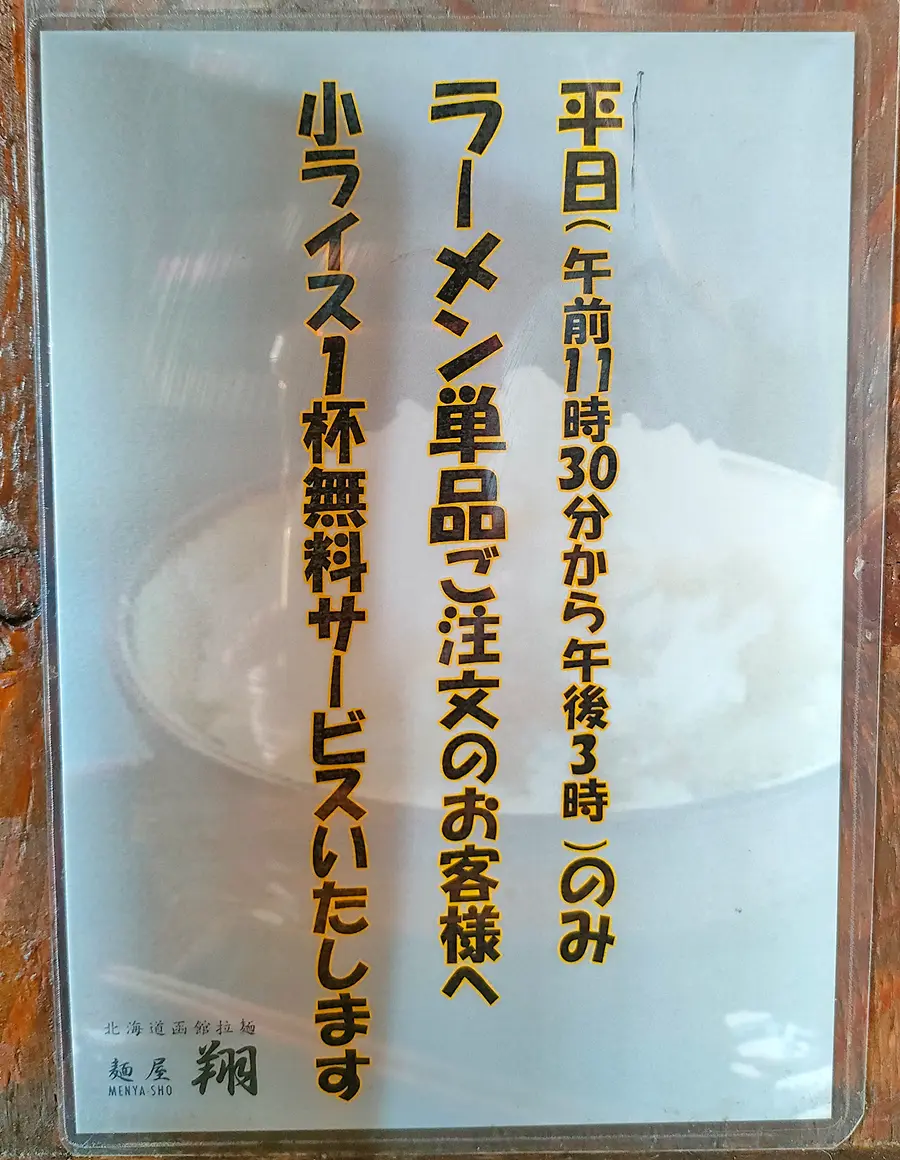 平日(午前11時30分から午後3時)のみ
ラーメン単品ご注文のお客様へ
小ライス1杯無料サービスいたします
北海道函館拉麺
麺屋 翔
MENYA SHO